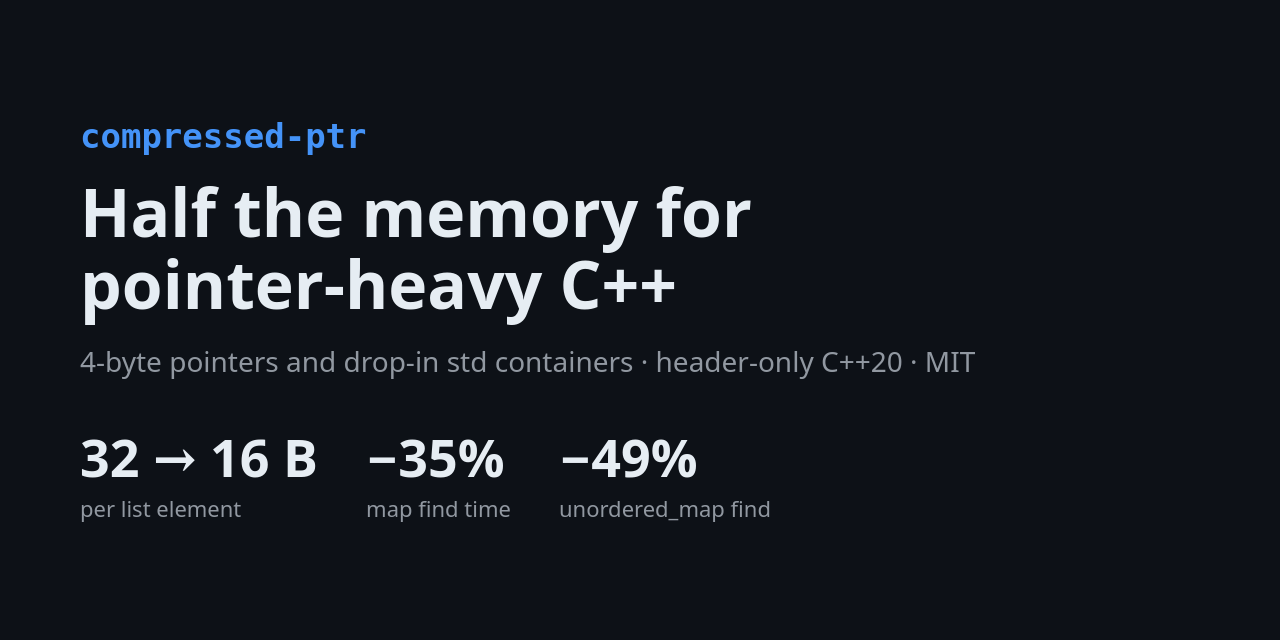 compressed-ptr
Half the memory for
pointer-heavy C++
4-byte pointers and drop-in std containers · header-only C++20 · MIT
32 → 16 B −35% −49%
per list element map find time unordered_map find